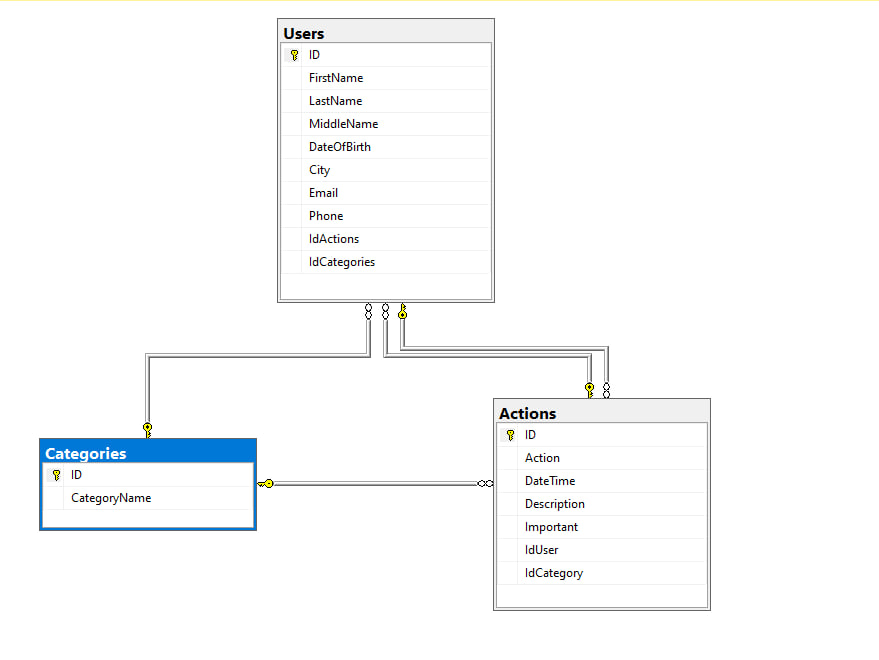 Users
ID
FirstName
LastName
MiddleName
DateOfBirth
City
Email
Phone
IdActions
IdCategories
Categories
ID
CategoryName
Actions
ID
Action
DateTime
Description
Important
IdUser
IdCategory